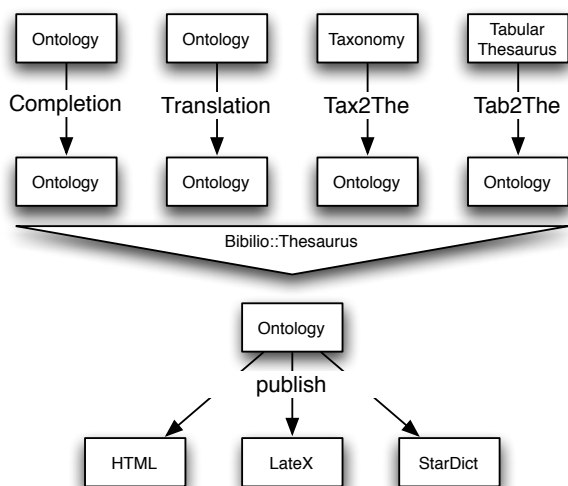 Ontology
Ontology
Taxonomy
Tabular
Thesaurus
Completion
Translation
Tax2The
Tab2The
Ontology
Ontology
Ontology
Ontology
Bibilio::Thesaurus
Ontology
publish
HTML
LateX
StarDict